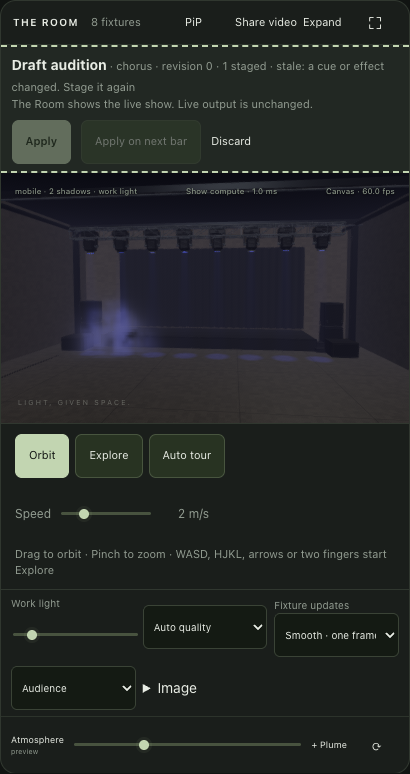 THE ROOM 8 fixtures PiP Share video Expand
Draft audition · chorus · revision 0 · 1 staged · stale: a cue or effect
changed. Stage it again
The Room shows the live show. Live output is unchanged.
Apply Apply on next bar Discard
mobile · 2 shadows · work light Show compute · 1.0 ms Canvas · 60.0 fps
LIGHT, GIVEN SPACE.
Orbit Explore Auto tour
Speed 2 m/s
Drag to orbit · Pinch to zoom · WASD, HJKL, arrows or two fingers start
Explore
Work light Auto quality Fixture updates
Smooth · one frame
Audience Image
Atmosphere + Plume
preview